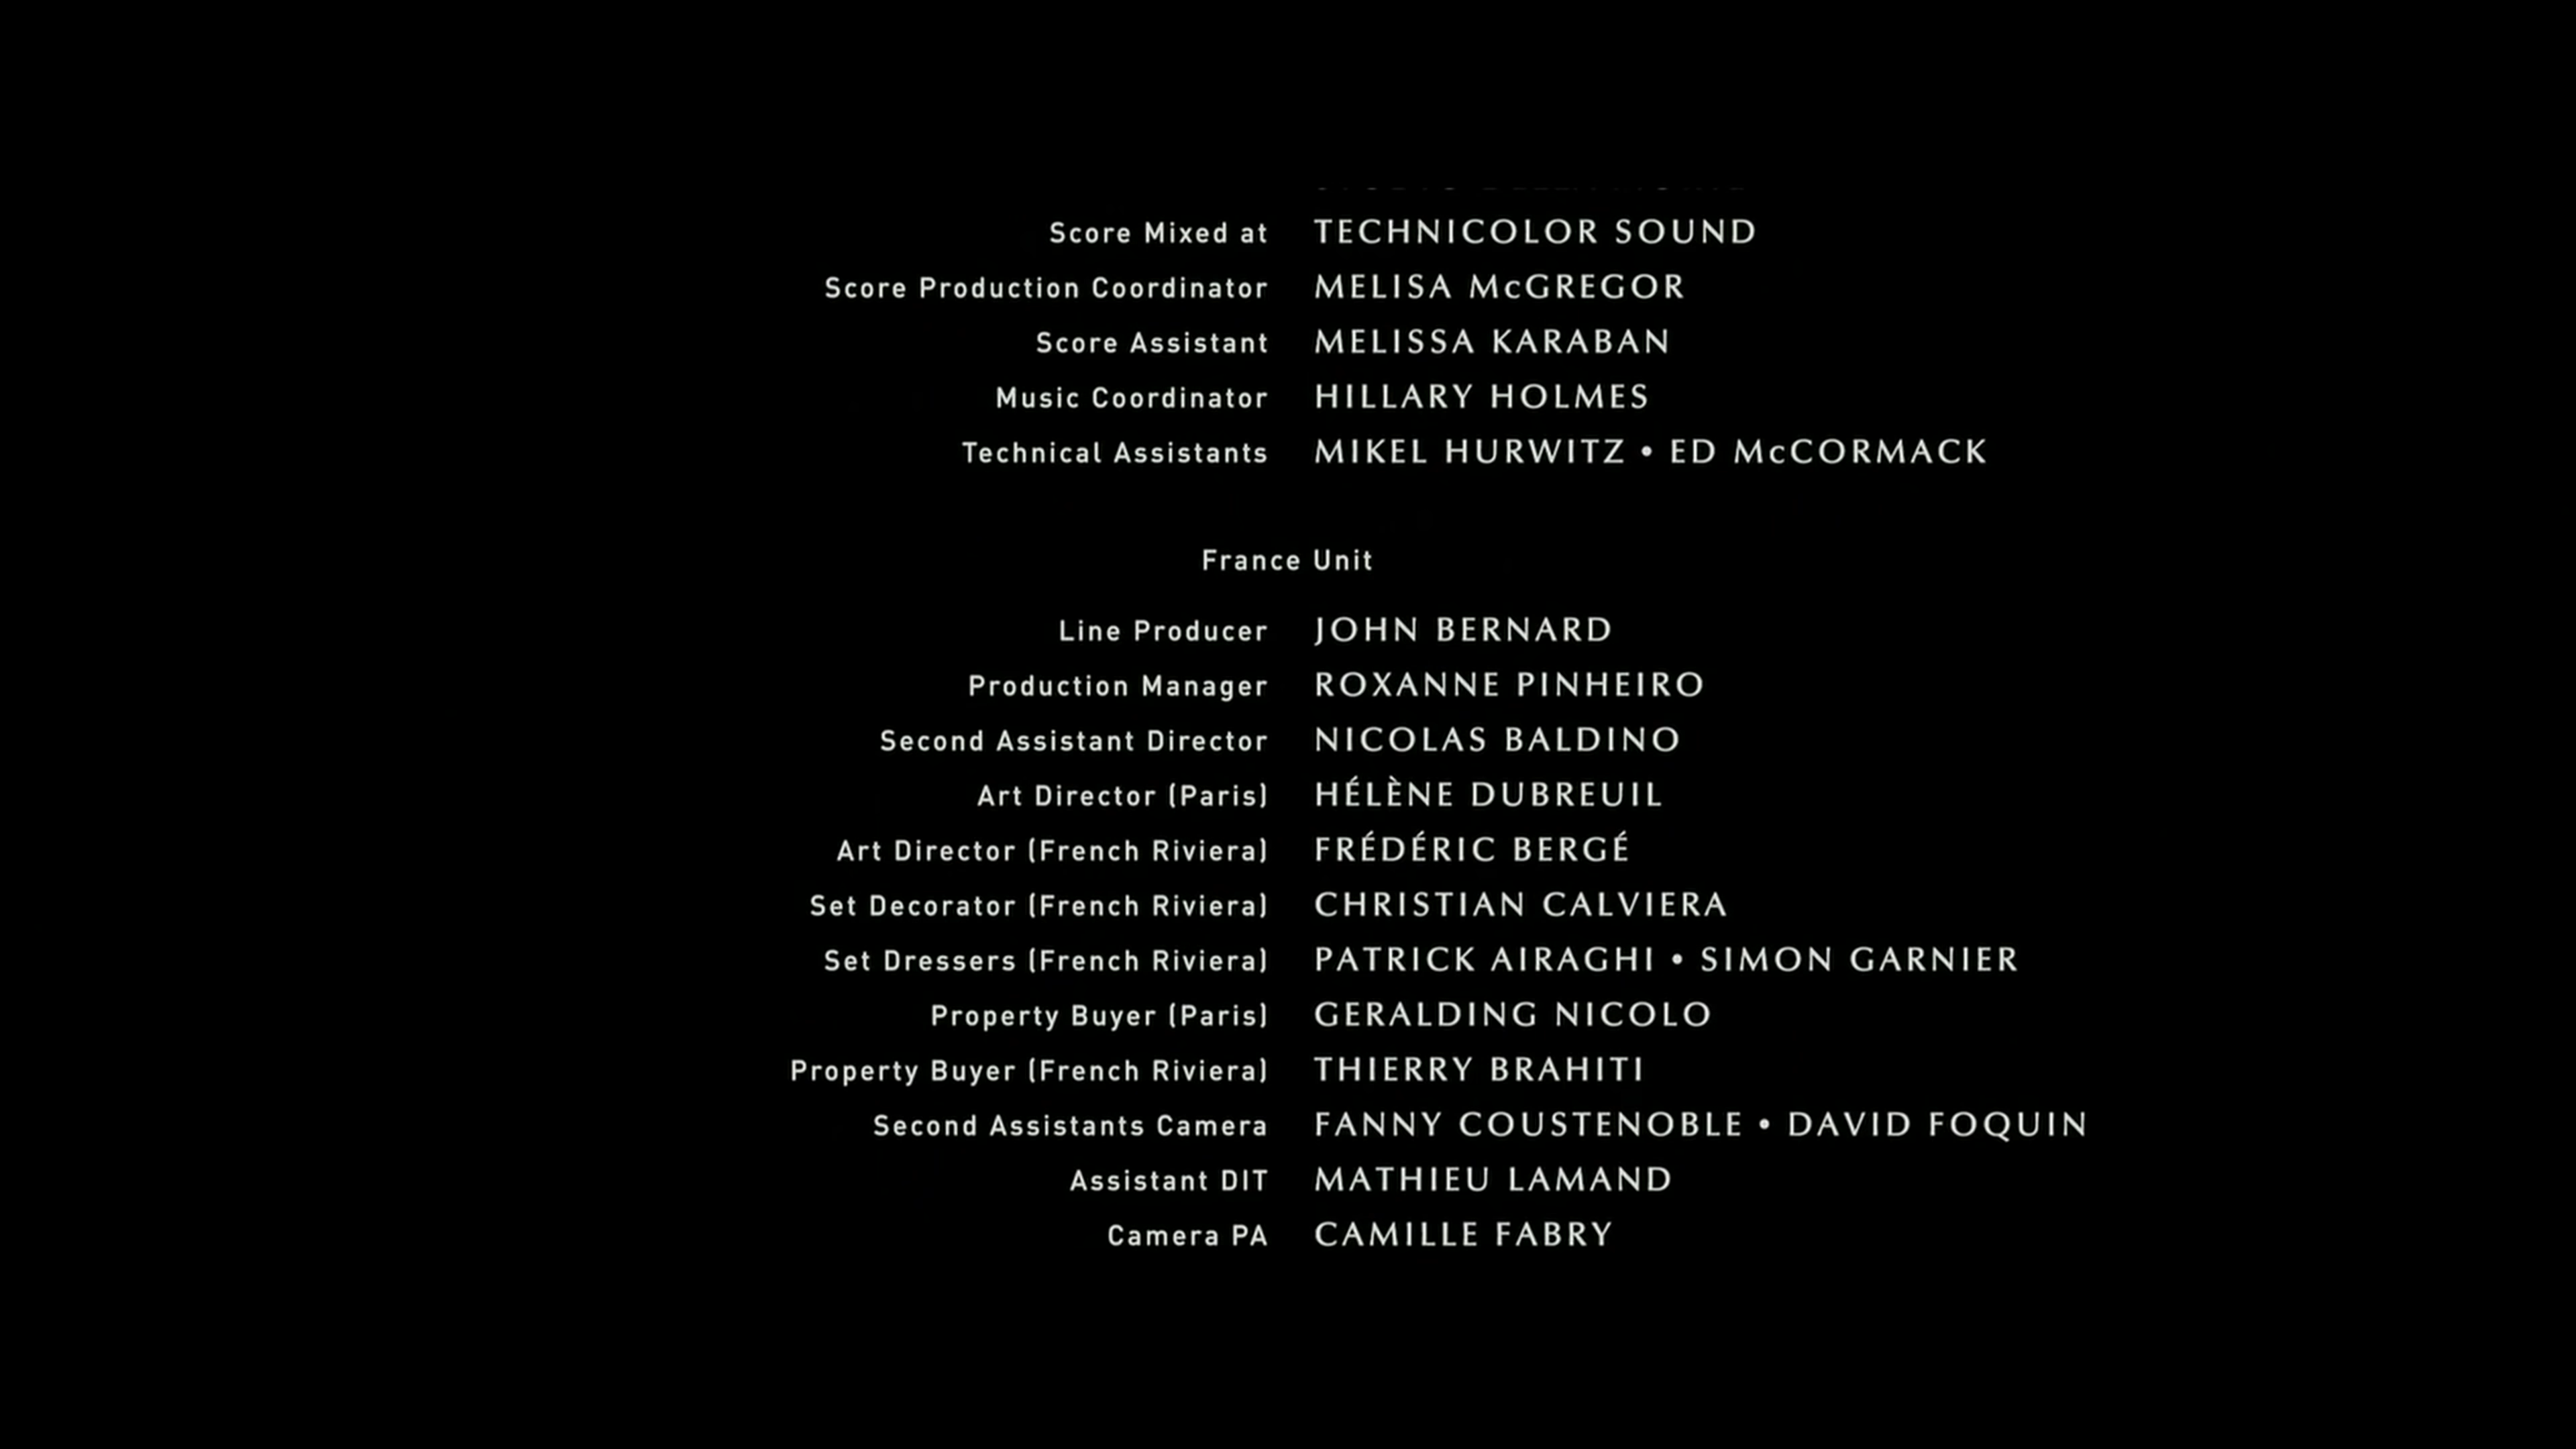 Score Mixed at TECHNICOLOR SOUND
Score Production Coordinator MELISA McGREGOR
Score Assistant MELISSA KARABAN
Music Coordinator HILLARY HOLMES
Technical Assistants MIKEL HURWITZ • ED McCORMACK
France Unit
Line Producer JOHN BERNARD
Production Manager ROXANNE PINHEIRO
Second Assistant Director NICOLAS BALDINO
Art Director (Paris) HÉLÈNE DUBREUIL
Art Director (French Riviera) FRÉDÉRIC BERGÉ
Set Decorator (French Riviera) CHRISTIAN CALVIERA
Set Dressers (French Riviera) PATRICK AIRAGHI • SIMON GARNIER
Property Buyer (Paris) GERALDING NICOLO
Property Buyer (French Riviera) THIERRY BRAHITI
Second Assistants Camera FANNY COUSTENOBLE • DAVID FOQUIN
Assistant DIT MATHIEU LAMAND
Camera PA CAMILLE FABRY